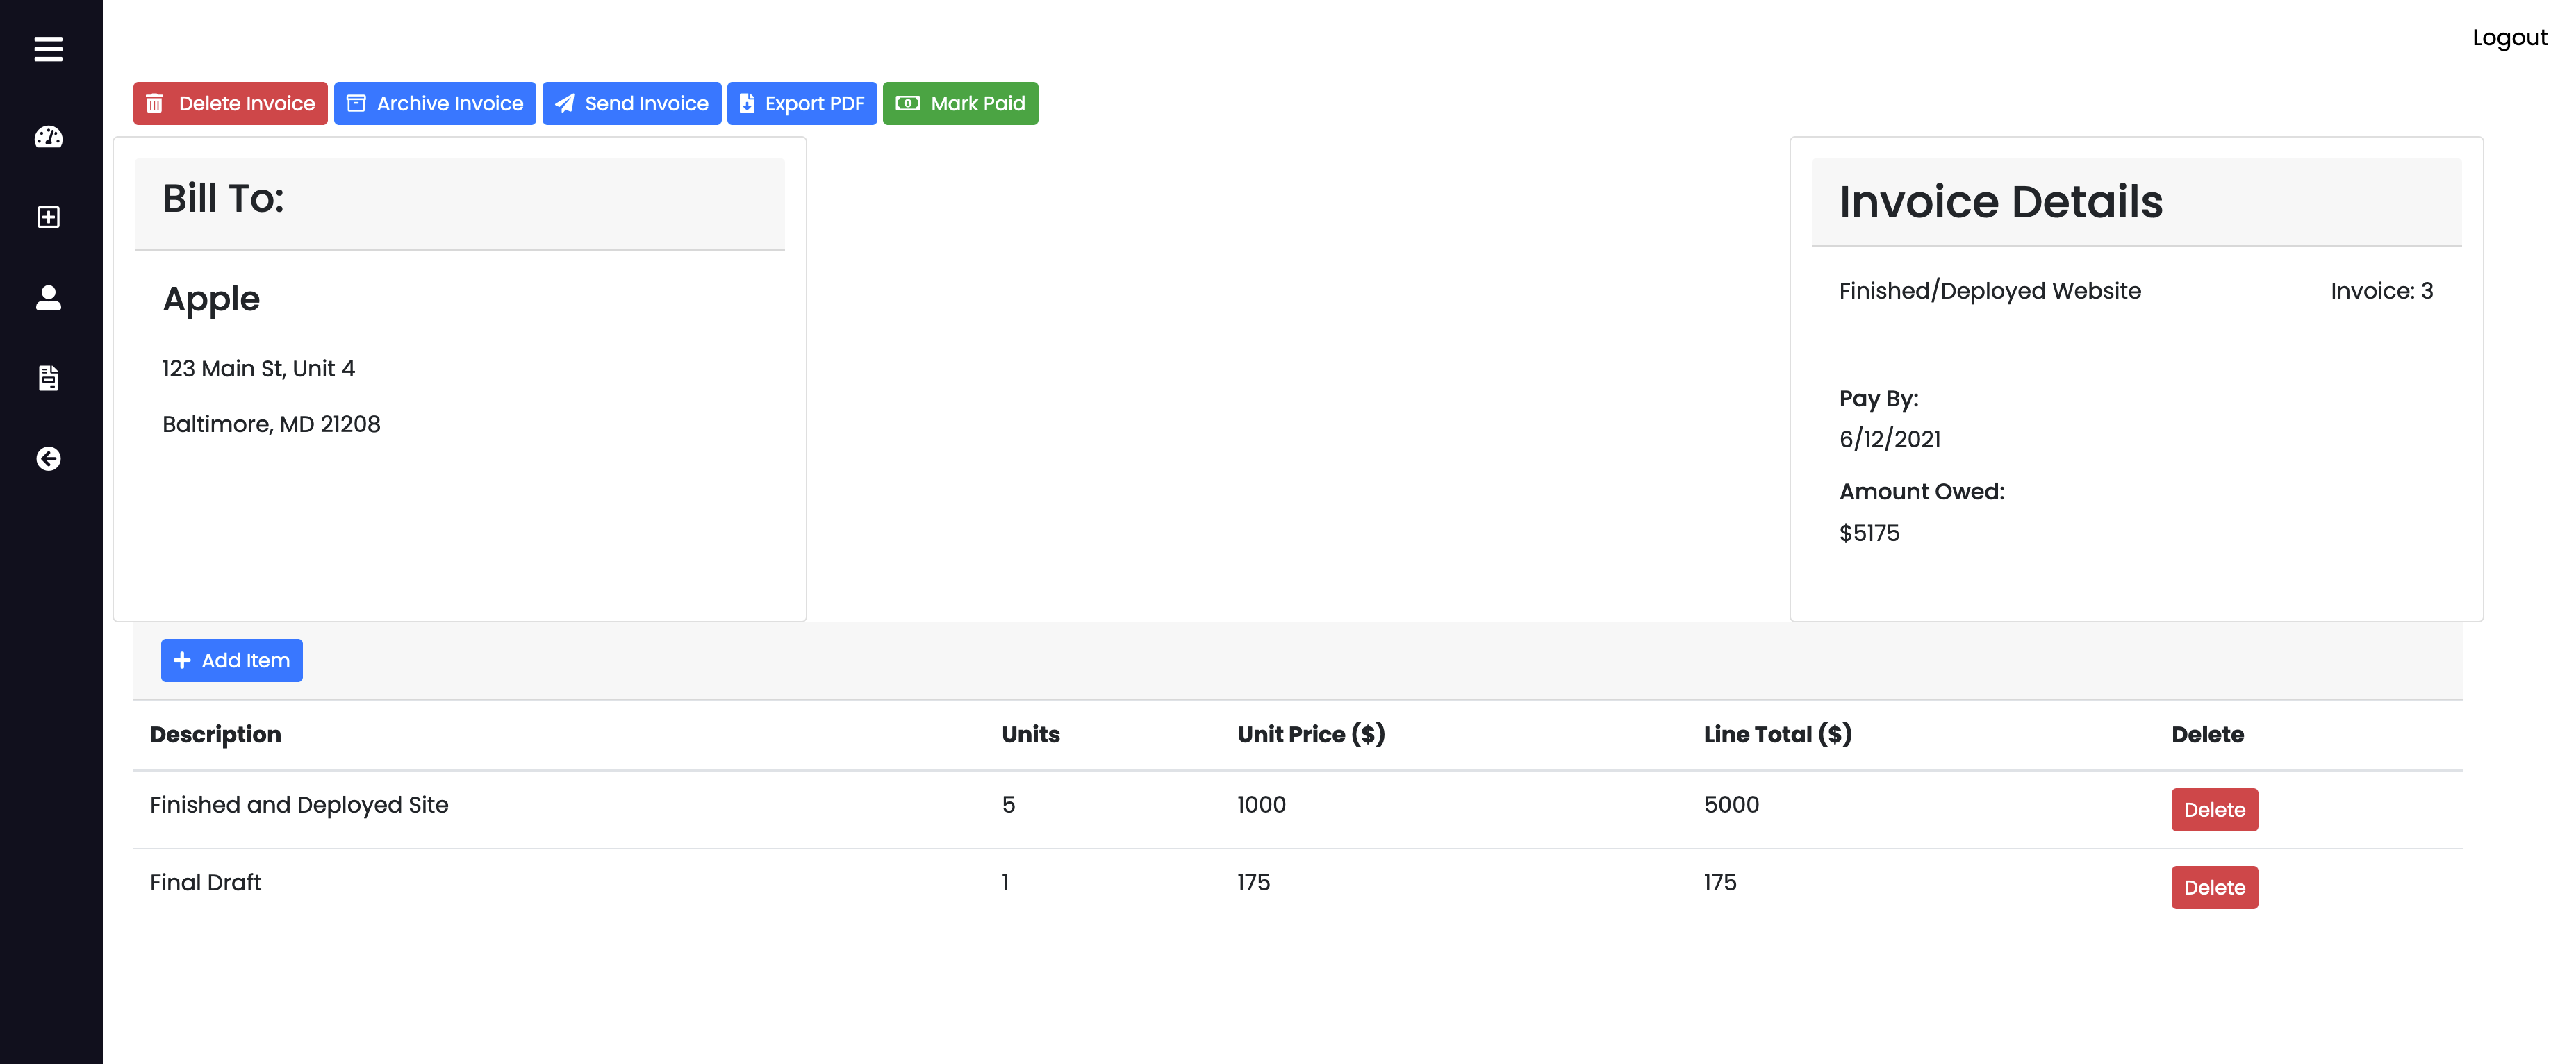 Logout
Delete Invoice Archive Invoice Send Invoice Export PDF Mark Paid
Bill To:
Apple
123 Main St, Unit 4
Baltimore, MD 21208
Invoice Details
Finished/Deployed Website Invoice: 3
Pay By:
6/12/2021
Amount Owed:
$5175
Add Item
Description Units Unit Price ($) Line Total ($) Delete
Finished and Deployed Site 5 1000 5000 Delete
Final Draft 1 175 175 Delete